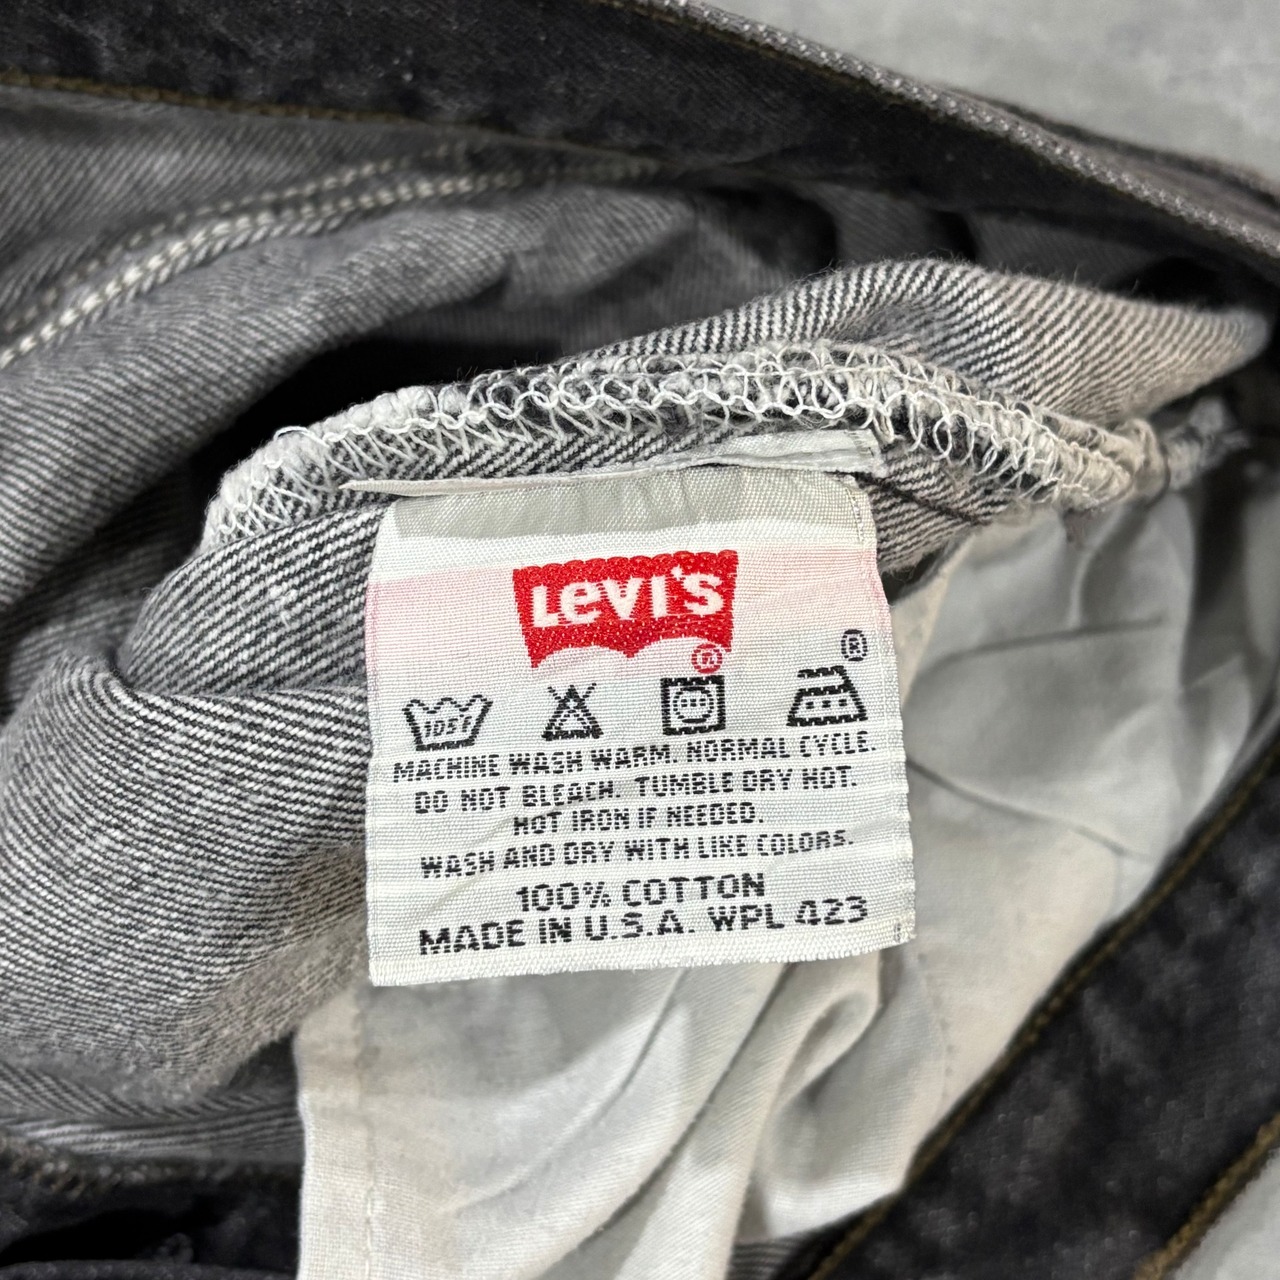 LEVI'S
®
®
105F
MACHINE WASH WARM. NORMAL CYCLE.
DO NOT BLEACH. TUMBLE DRY HOT.
HOT IRON IF NEEDED.
WASH AND DRY WITH LIKE COLORS.
100% COTTON
MADE IN U.S.A. WPL 423